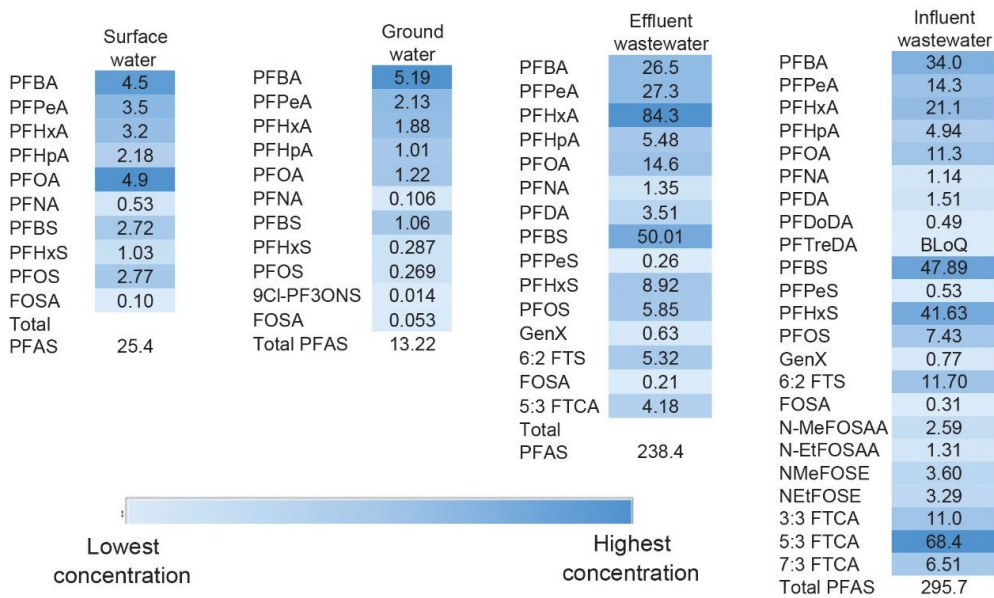 Surface
water
PFBA 4.5
PFPeA 3.5
PFHxA 3.2
PFHpA 2.18
PFOA 4.9
PFNA 0.53
PFBS 2.72
PFHxS 1.03
PFOS 2.77
FOSA 0.10
Total
PFAS 25.4
Ground
water
PFBA 5.19
PFPeA 2.13
PFHxA 1.88
PFHpA 1.01
PFOA 1.22
PFNA 0.106
PFBS 1.06
PFHxS 0.287
PFOS 0.269
9Cl-PF3ONS 0.014
FOSA 0.053
Total PFAS 13.22
Effluent
wastewater
PFBA 26.5
PFPeA 27.3
PFHxA 84.3
PFHpA 5.48
PFOA 14.6
PFNA 1.35
PFDA 3.51
PFBS 50.01
PFPeS 0.26
PFHxS 8.92
PFOS 5.85
GenX 0.63
6:2 FTS 5.32
FOSA 0.21
5:3 FTCA 4.18
Total
PFAS 238.4
Influent
wastewater
PFBA 34.0
PFPeA 14.3
PFHxA 21.1
PFHpA 4.94
PFOA 11.3
PFNA 1.14
PFDA 1.51
PFDoDA 0.49
PFTreDA BLoQ
PFBS 47.89
PFPeS 0.53
PFHxS 41.63
PFOS 7.43
GenX 0.77
6:2 FTS 11.70
FOSA 0.31
N-MeFOSAA 2.59
N-EtFOSAA 1.31
NMeFOSE 3.60
NEtFOSE 3.29
3:3 FTCA 11.0
5:3 FTCA 68.4
7:3 FTCA 6.51
Total PFAS 295.7
Lowest
concentration
Highest
concentration